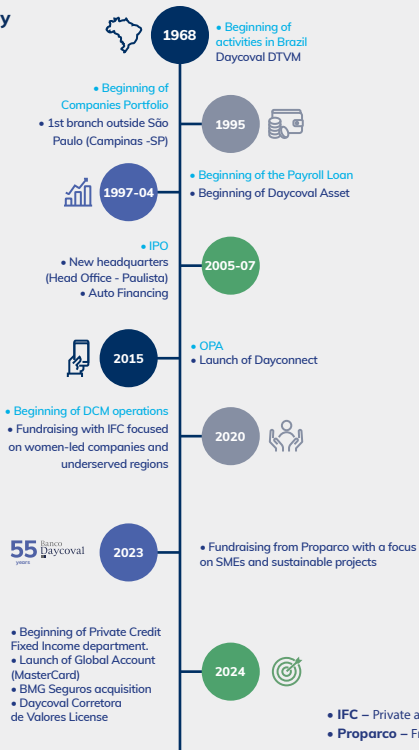 y
1968
• Beginning of
activities in Brazil
Daycoval DTVM
• Beginning of
Companies Portfolio
• 1st branch outside São
Paulo (Campinas -SP)
1995
1997-04
• Beginning of the Payroll Loan
• Beginning of Daycoval Asset
• IPO
• New headquarters
(Head Office - Paulista)
• Auto Financing
2005-07
2015
• OPA
• Launch of Dayconnect
• Beginning of DCM operations
• Fundraising with IFC focused
on women-led companies and
underserved regions
2020
55 Banco
Daycoval
years
2023
• Fundraising from Proparco with a focus
on SMEs and sustainable projects
• Beginning of Private Credit
Fixed Income department.
• Launch of Global Account
(MasterCard)
• BMG Seguros acquisition
• Daycoval Corretora
de Valores License
2024
• IFC – Private a
• Proparco – F